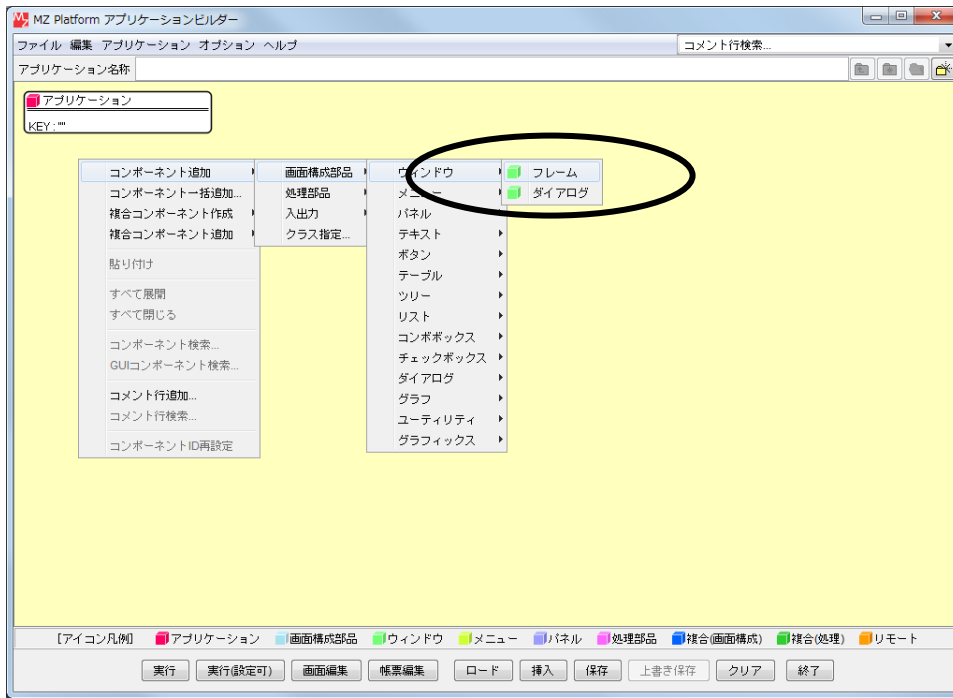 MZ Platform アプリケーションビルダー
ファイル 編集 アプリケーション オプション ヘルプ
コメント行検索...
アプリケーション名称
アプリケーション
KEY : ""
コンポーネント追加
コンポーネント一括追加...
複合コンポーネント作成
複合コンポーネント追加
貼り付け
すべて展開
すべて閉じる
コンポーネント検索...
GUIコンポーネント検索...
コメント行追加...
コメント行検索...
コンポーネントID再設定
画面構成部品
処理部品
入出力
クラス指定...
ウィンドウ
メニュー
パネル
テキスト
ボタン
テーブル
ツリー
リスト
コンボボックス
チェックボックス
ダイアログ
グラフ
ユーティリティ
グラフィックス
フレーム
ダイアログ
[アイコン凡例] アプリケーション 画面構成部品 ウィンドウ メニュー パネル 処理部品 複合(画面構成) 複合(処理) リモート
実行 実行(設定可) 画面編集 帳票編集 ロード 挿入 保存 上書き保存 クリア 終了